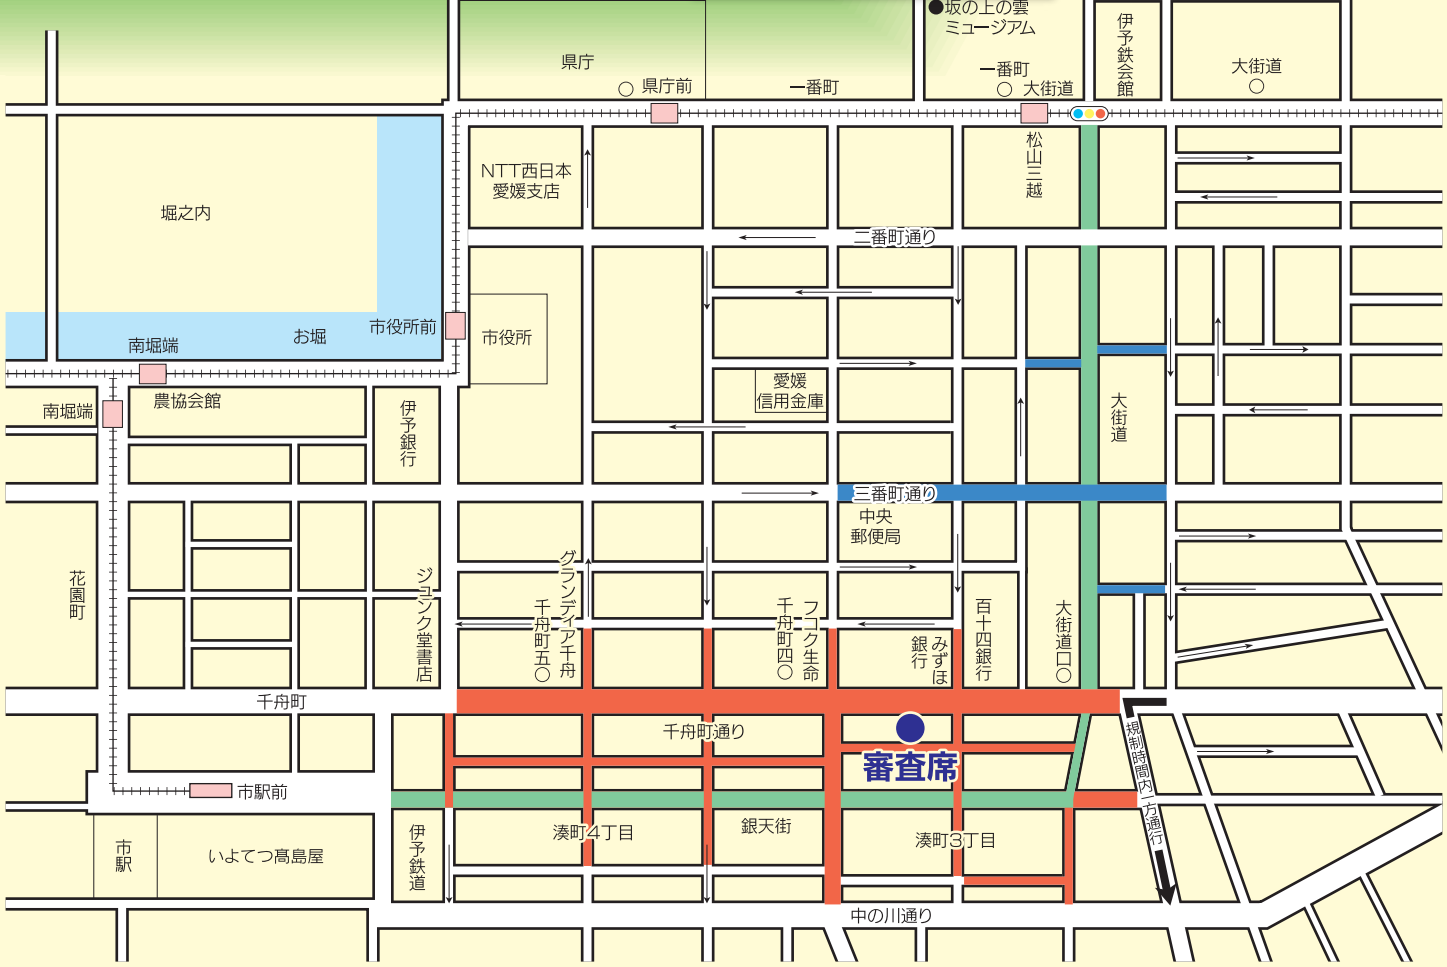 ●坂の上の雲
ミュージアム
伊予鉄会館
県庁
○ 県庁前
一番町
一番町
○ 大街道
大街道
○
NTT西日本
愛媛支店
松山三越
堀之内
二番町通り
お堀
市役所前
市役所
南堀端
南堀端
農協会館
伊予銀行
愛媛
信用金庫
大街道
三番町通り
中央
郵便局
花園町
ジュンク堂書店
グランディア千舟
千舟町五〇
フコク生命
千舟町四〇
みずほ
銀行
百十四銀行
大街道口〇
千舟町
千舟町通り
審査席
規制時間内一方通行
市駅前
市駅
いよてつ髙島屋
伊予鉄道
湊町4丁目
銀天街
湊町3丁目
中の川通り